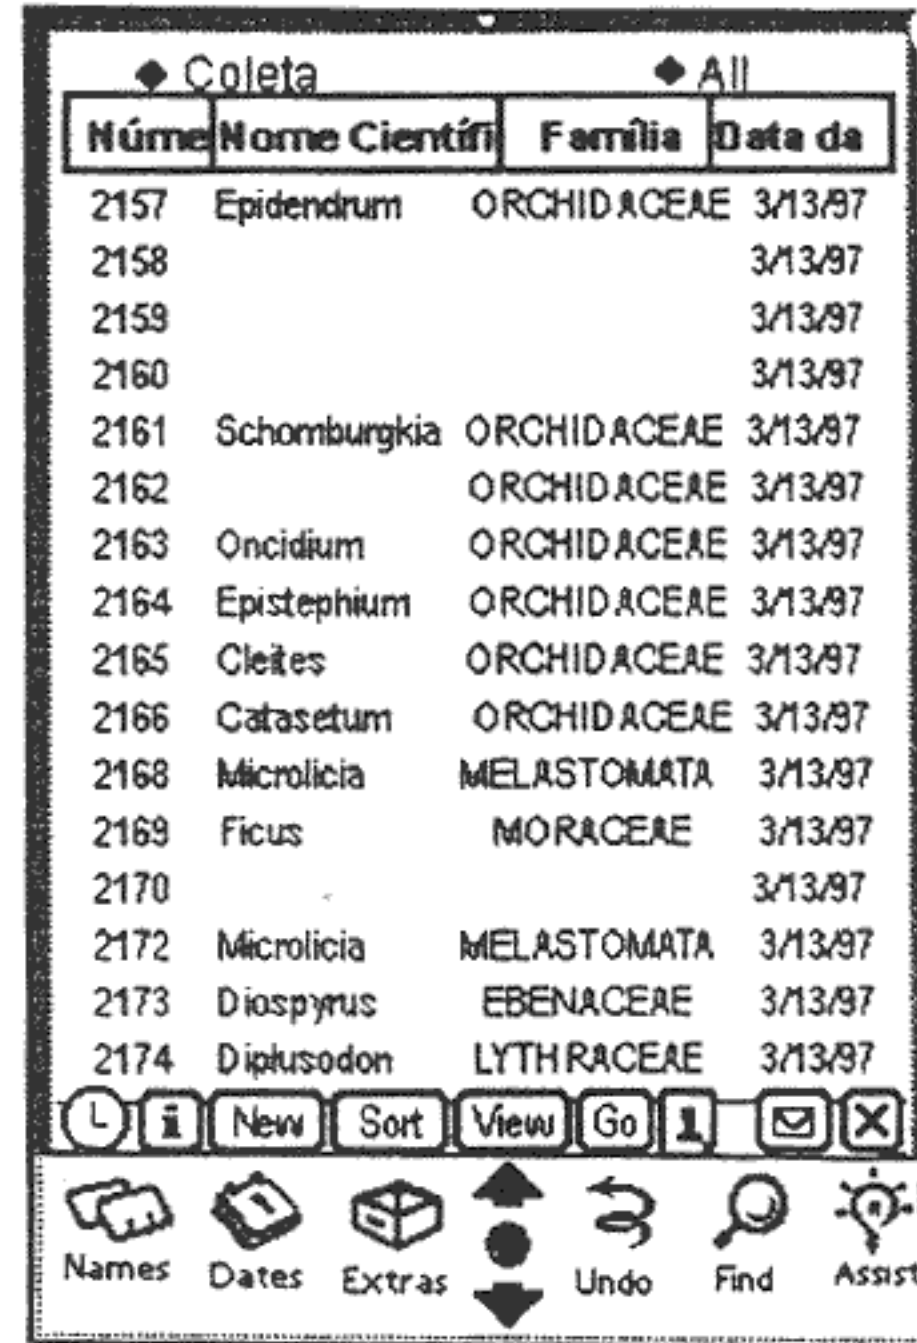 Coleta All
Núme Nome Científi Família Data da
2157 Epidendrum ORCHIDACEAE 3/13/97
2158 3/13/97
2159 3/13/97
2160 3/13/97
2161 Schomburgkia ORCHIDACEAE 3/13/97
2162 ORCHIDACEAE 3/13/97
2163 Oncidium ORCHIDACEAE 3/13/97
2164 Epistephium ORCHIDACEAE 3/13/97
2165 Cleites ORCHIDACEAE 3/13/97
2166 Catasetum ORCHIDACEAE 3/13/97
2168 Microlicia MELASTOMATA 3/13/97
2169 Ficus MORACEAE 3/13/97
2170 3/13/97
2172 Microlicia MELASTOMATA 3/13/97
2173 Diospyrus EBENACEAE 3/13/97
2174 Diplusodon LYTHRACEAE 3/13/97
i New Sort View Go
Names Dates Extras Undo Find Assist